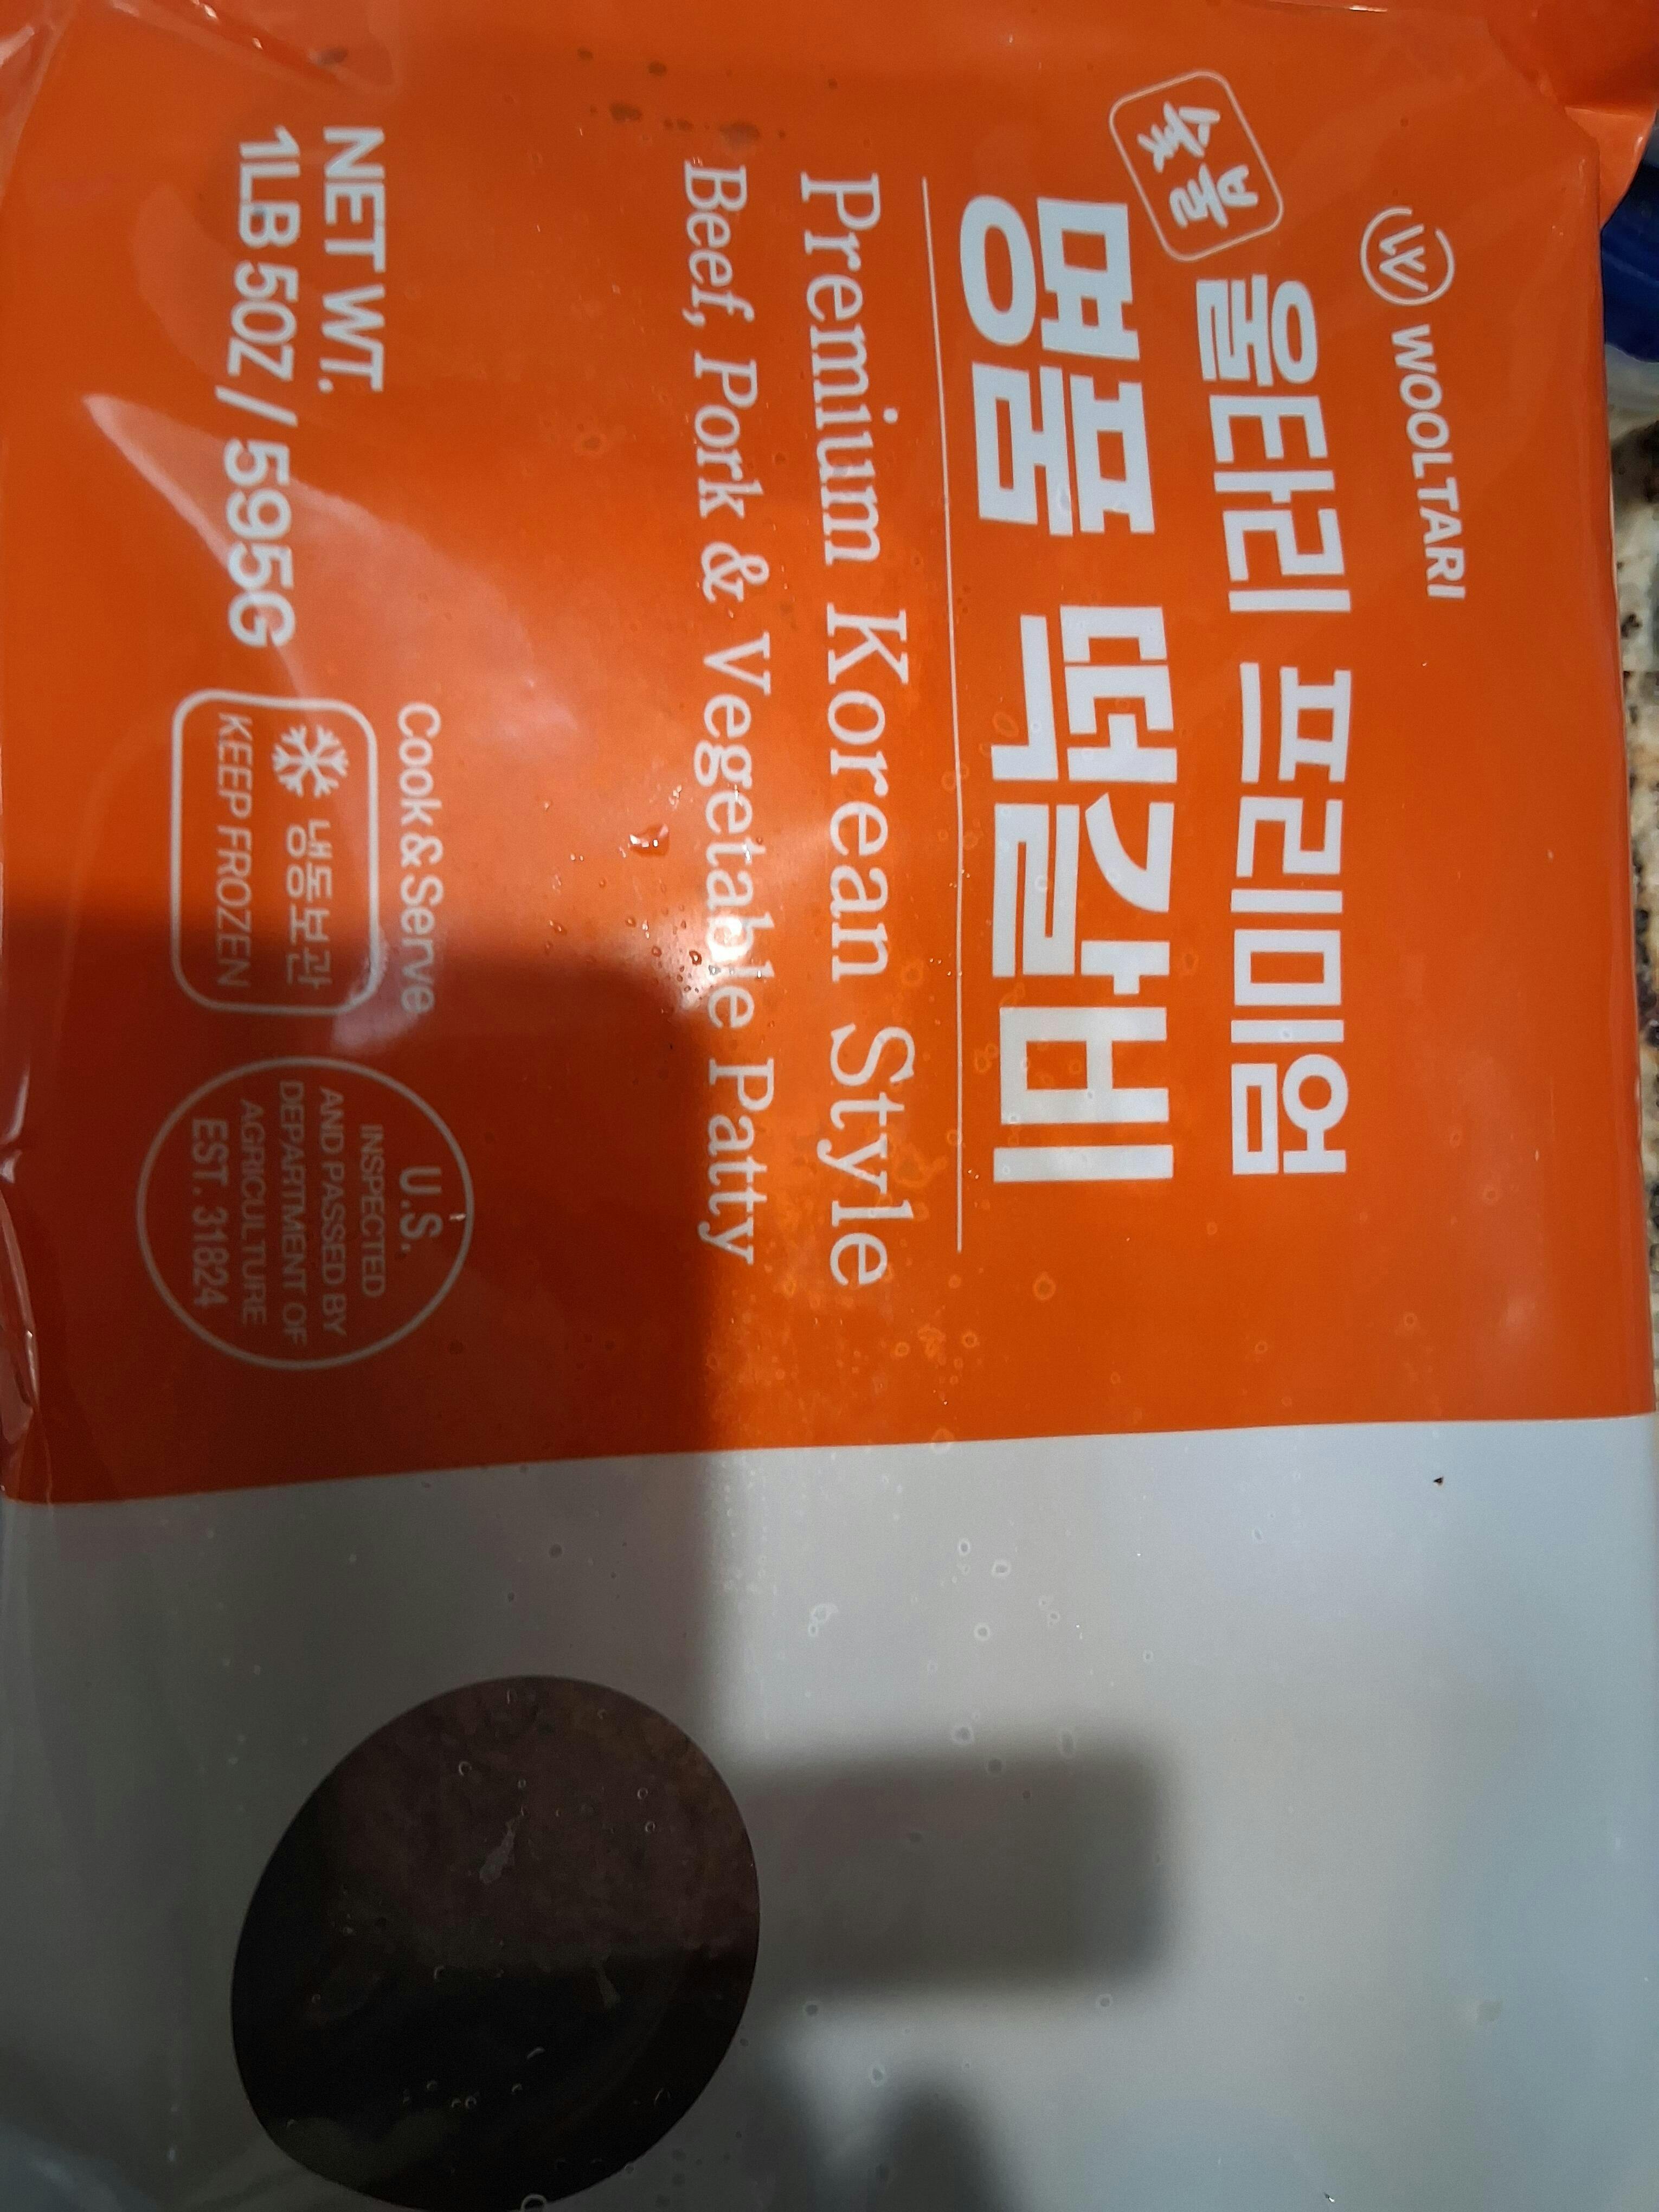 WOOLTARI
숯불
울타리 프리미엄
명품 떡갈비
Premium Korean Style
Beef, Pork & Vegetable Patty
Cook & Serve
NET WT.
1LB 5OZ / 595G
냉동보관
KEEP FROZEN
U.S.
INSPECTED
AND PASSED BY
DEPARTMENT OF
AGRICULTURE
EST. 31824